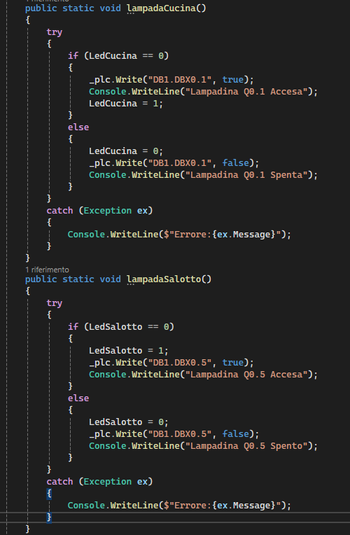 1 riferimento
public static void lampadaCucina()
{
try
{
if (LedCucina == 0)
{
_plc.Write("DB1.DBX0.1", true);
Console.WriteLine("Lampadina Q0.1 Accesa");
LedCucina = 1;
}
else
{
LedCucina = 0;
_plc.Write("DB1.DBX0.1", false);
Console.WriteLine("Lampadina Q0.1 Spenta");
}
}
catch (Exception ex)
{
Console.WriteLine($"Errore:{ex.Message}");
}
}
1 riferimento
public static void lampadaSalotto()
{
try
{
if (LedSalotto == 0)
{
LedSalotto = 1;
_plc.Write("DB1.DBX0.5", true);
Console.WriteLine("Lampadina Q0.5 Accesa");
}
else
{
LedSalotto = 0;
_plc.Write("DB1.DBX0.5", false);
Console.WriteLine("Lampadina Q0.5 Spento");
}
}
catch (Exception ex)
{
Console.WriteLine($"Errore:{ex.Message}");
}
}